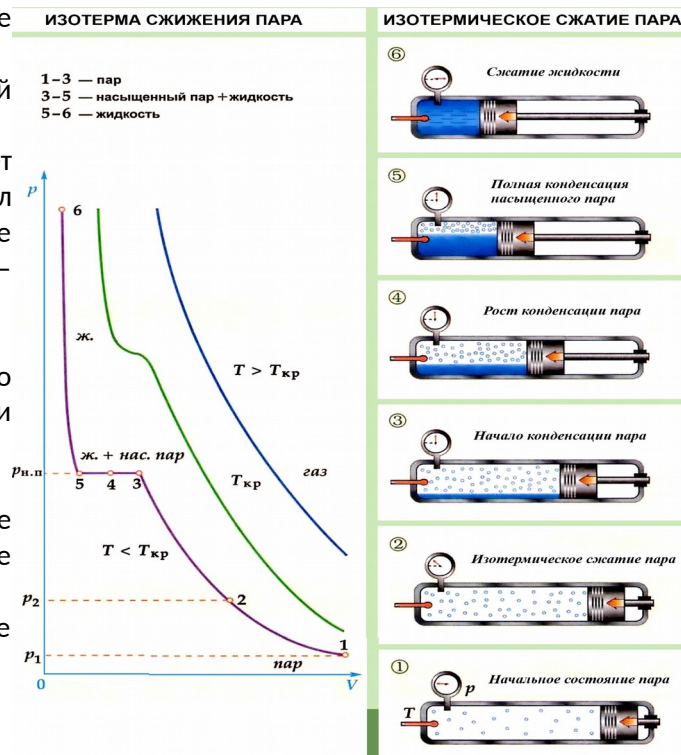 ИЗОТЕРМА СЖИЖЕНИЯ ПАРА
1–3 — пар
3–5 — насыщенный пар + жидкость
5–6 — жидкость
p
6
ж.
T > Tкр
ж. + нас. пар
pн.п
5 4 3
Tкр
газ
T < Tкр
p₂
2
p₁
1
пар
0
V
ИЗОТЕРМИЧЕСКОЕ СЖАТИЕ ПАРА
⑥
Сжатие жидкости
⑤
Полная конденсация
насыщенного пара
④
Рост конденсации пара
③
Начало конденсации пара
②
Изотермическое сжатие пара
①
Начальное состояние пара
p
T